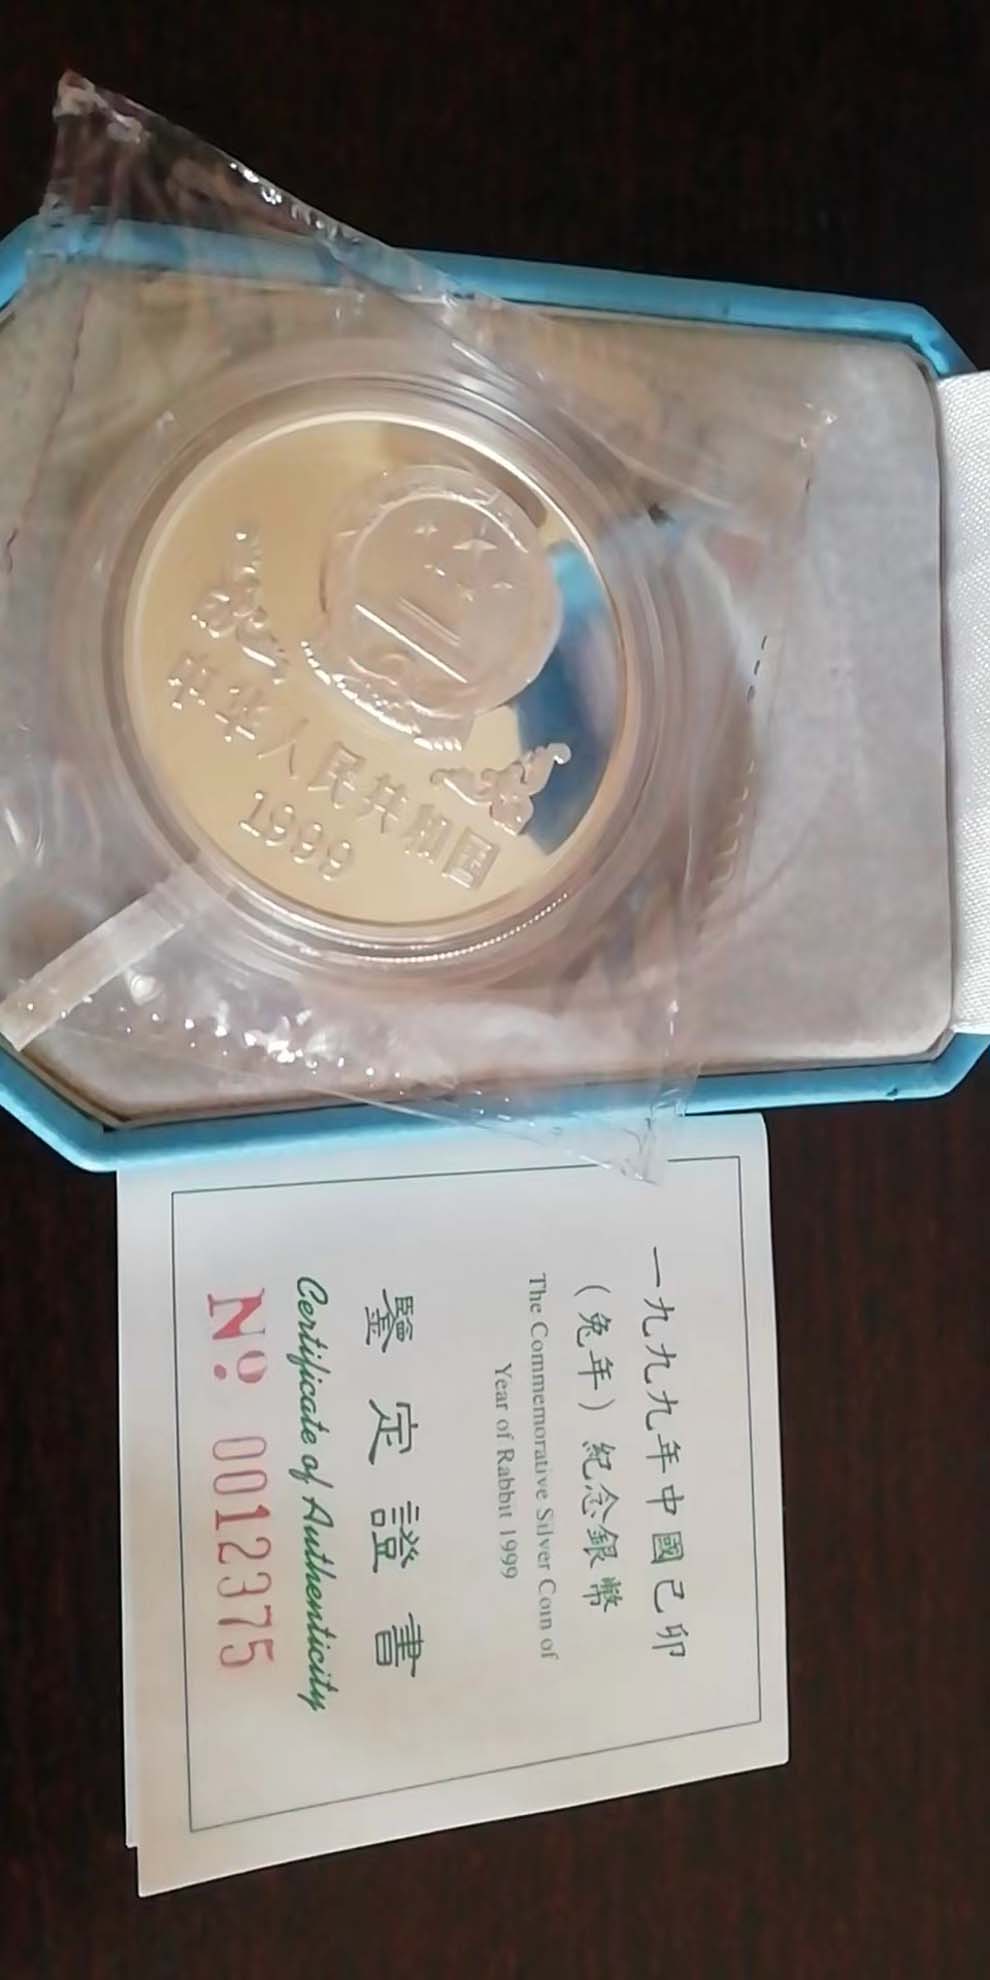 中华人民共和国
1999
一九九九年中國己卯
（兔年）紀念銀幣
The Commemorative Silver Coin of
Year of Rabbit 1999
鑒定證書
Certificate of Authenticity
Nº 0012375